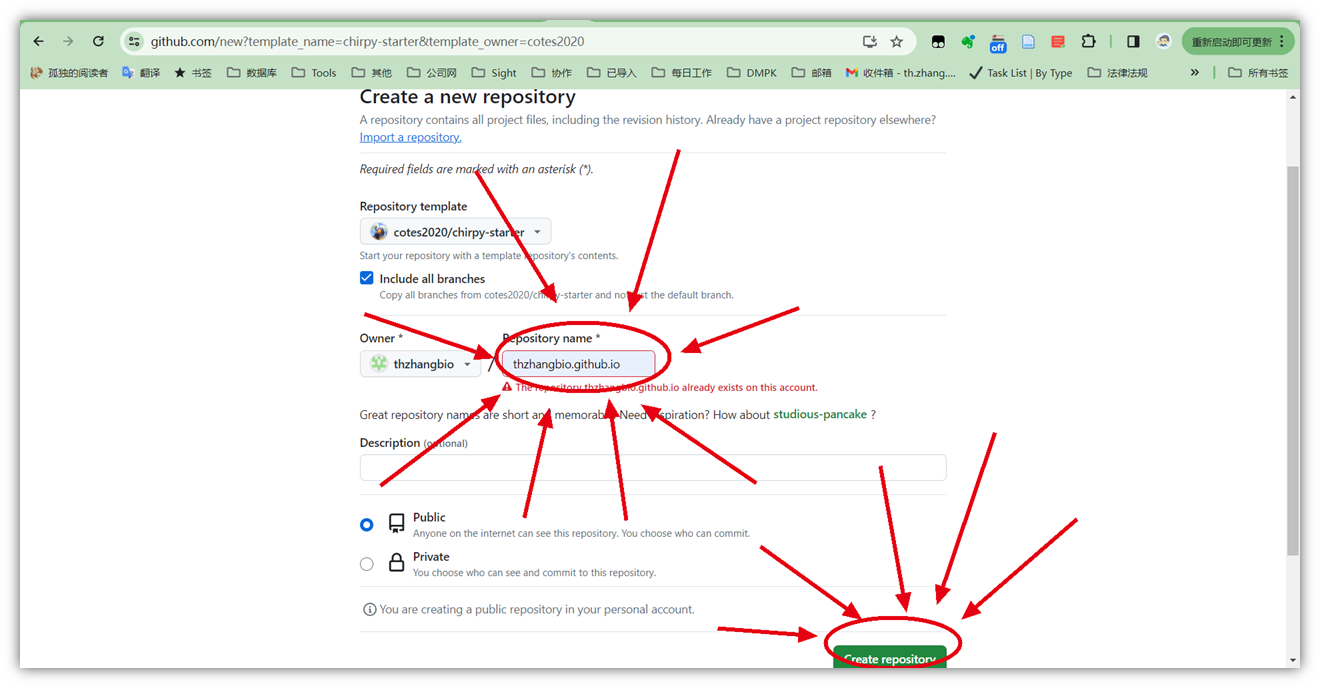 github.com/new?template_name=chirpy-starter&template_owner=cotes2020
off
重新启动即可更新
孤独的阅读者 翻译 书签 数据库 Tools 其他 公司网 Sight 协作 已导入 每日工作 DMPK 邮箱 收件箱 - th.zhang.... Task List | By Type 法律法规 » 所有书签
Create a new repository
A repository contains all project files, including the revision history. Already have a project repository elsewhere?
Import a repository.
Required fields are marked with an asterisk (*).
Repository template
cotes2020/chirpy-starter
Start your repository with a template repository's contents.
Include all branches
Copy all branches from cotes2020/chirpy-starter and not just the default branch.
Owner * Repository name *
thzhangbio / thzhangbio.github.io
The repository thzhangbio.github.io already exists on this account.
Great repository names are short and memorable. Need inspiration? How about studious-pancake ?
Description (optional)
Public
Anyone on the internet can see this repository. You choose who can commit.
Private
You choose who can see and commit to this repository.
You are creating a public repository in your personal account.
Create repository